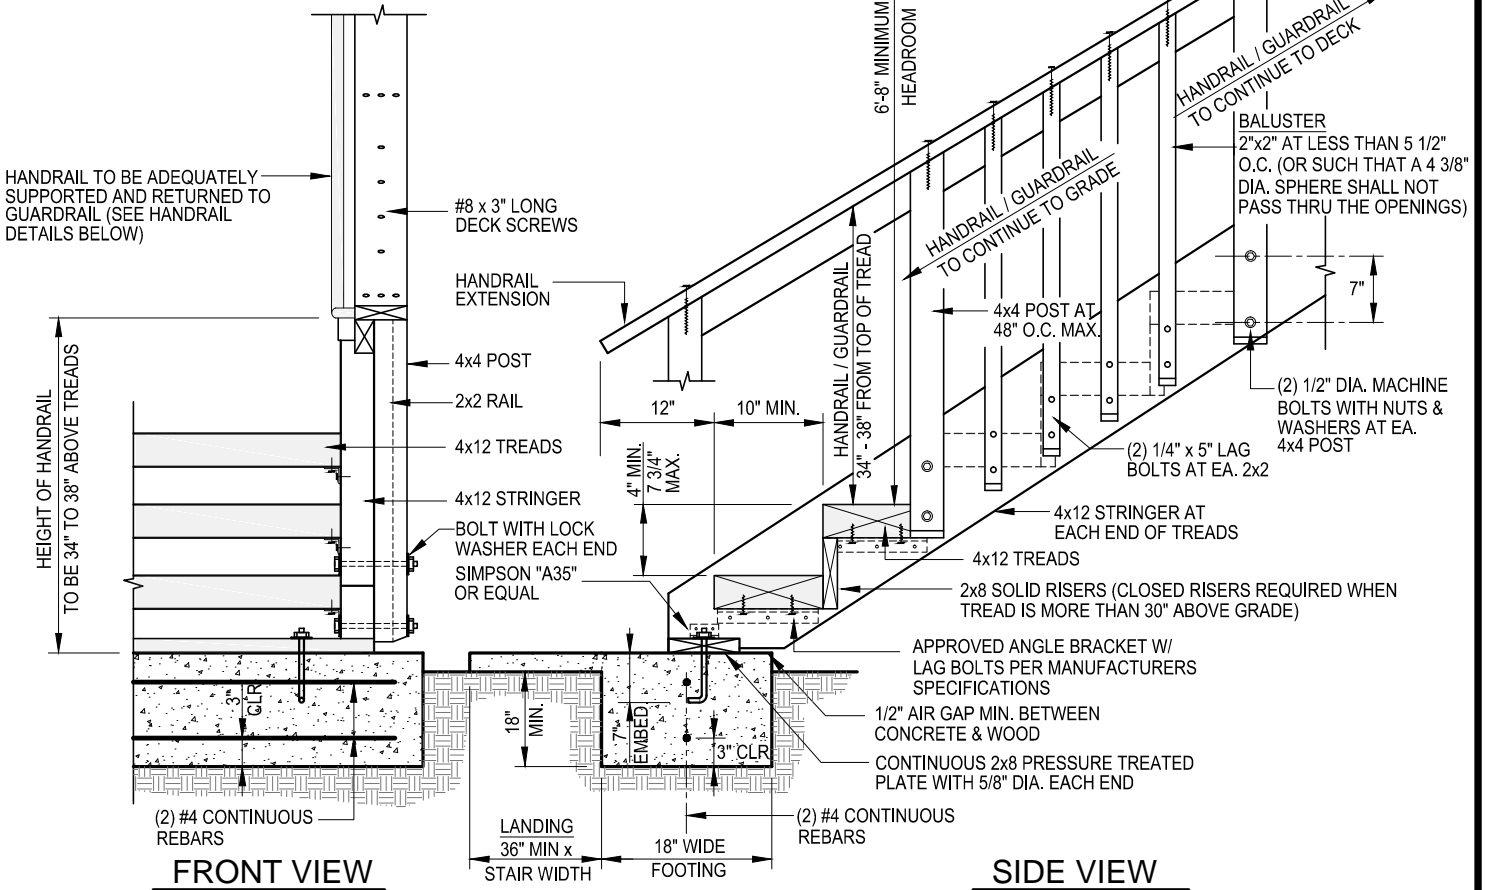 HANDRAIL TO BE ADEQUATELY
SUPPORTED AND RETURNED TO
GUARDRAIL (SEE HANDRAIL
DETAILS BELOW)
#8 x 3" LONG
DECK SCREWS
HANDRAIL
EXTENSION
4x4 POST
2x2 RAIL
4x12 TREADS
4x12 STRINGER
BOLT WITH LOCK
WASHER EACH END
SIMPSON "A35"
OR EQUAL
HEIGHT OF HANDRAIL
TO BE 34" TO 38" ABOVE TREADS
3"
CLR
(2) #4 CONTINUOUS
REBARS
FRONT VIEW
6'-8" MINIMUM
HEADROOM
HANDRAIL / GUARDRAIL
TO CONTINUE TO DECK
BALUSTER
2"x2" AT LESS THAN 5 1/2"
O.C. (OR SUCH THAT A 4 3/8"
DIA. SPHERE SHALL NOT
PASS THRU THE OPENINGS)
HANDRAIL / GUARDRAIL
TO CONTINUE TO GRADE
HANDRAIL / GUARDRAIL
34" - 38" FROM TOP OF TREAD
4x4 POST AT
48" O.C. MAX.
7"
12"
10" MIN.
4" MIN.
7 3/4"
MAX.
(2) 1/2" DIA. MACHINE
BOLTS WITH NUTS &
WASHERS AT EA.
4x4 POST
(2) 1/4" x 5" LAG
BOLTS AT EA. 2x2
4x12 STRINGER AT
EACH END OF TREADS
4x12 TREADS
2x8 SOLID RISERS (CLOSED RISERS REQUIRED WHEN
TREAD IS MORE THAN 30" ABOVE GRADE)
APPROVED ANGLE BRACKET W/
LAG BOLTS PER MANUFACTURERS
SPECIFICATIONS
1/2" AIR GAP MIN. BETWEEN
CONCRETE & WOOD
CONTINUOUS 2x8 PRESSURE TREATED
PLATE WITH 5/8" DIA. EACH END
18"
MIN.
7"
EMBED
3" CLR
(2) #4 CONTINUOUS
REBARS
LANDING
36" MIN x
STAIR WIDTH
18" WIDE
FOOTING
SIDE VIEW